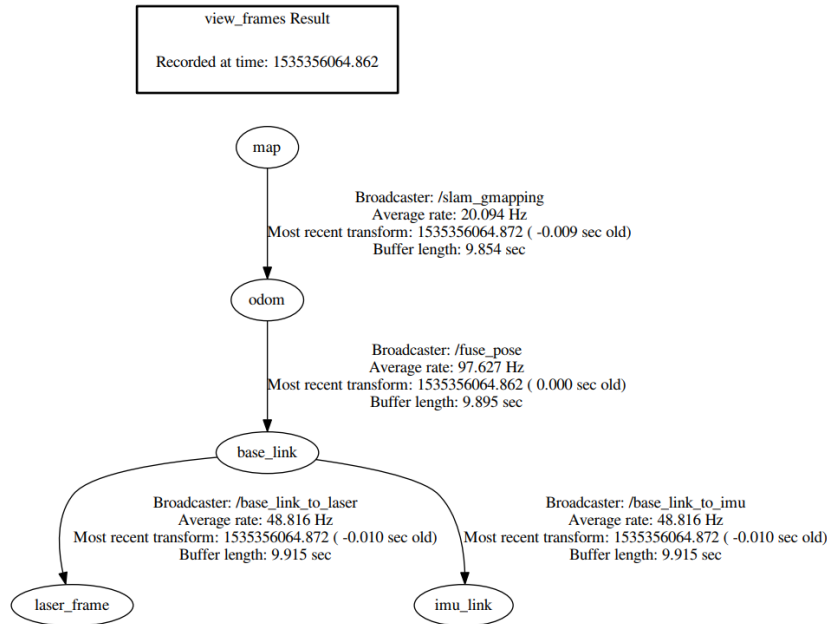 view_frames Result
Recorded at time: 1535356064.862
map
Broadcaster: /slam_gmapping
Average rate: 20.094 Hz
Most recent transform: 1535356064.872 ( -0.009 sec old)
Buffer length: 9.854 sec
odom
Broadcaster: /fuse_pose
Average rate: 97.627 Hz
Most recent transform: 1535356064.862 ( 0.000 sec old)
Buffer length: 9.895 sec
base_link
Broadcaster: /base_link_to_laser
Average rate: 48.816 Hz
Most recent transform: 1535356064.872 ( -0.010 sec old)
Buffer length: 9.915 sec
Broadcaster: /base_link_to_imu
Average rate: 48.816 Hz
Most recent transform: 1535356064.872 ( -0.010 sec old)
Buffer length: 9.915 sec
laser_frame
imu_link